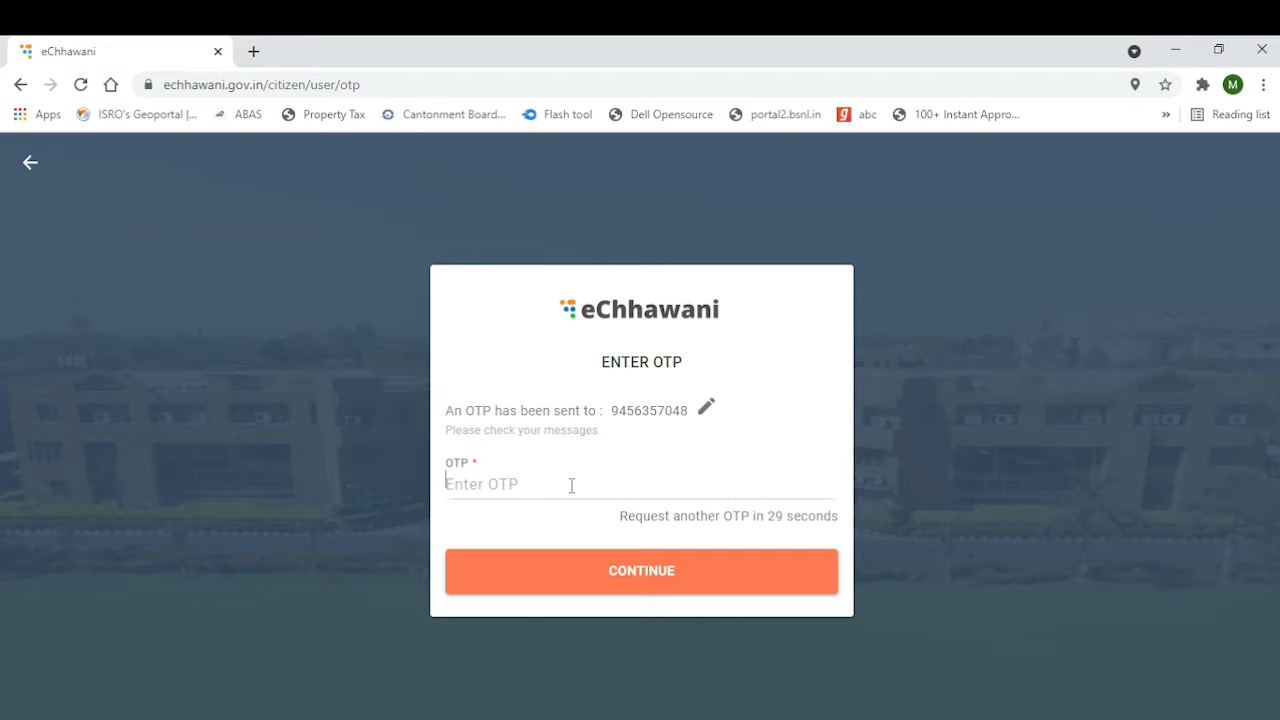 eChhawani
echhawani.gov.in/citizen/user/otp
M
Apps ISRO's Geoportal |... ABAS Property Tax Cantonment Board... Flash tool Dell Opensource portal2.bsnl.in abc 100+ Instant Appro... » Reading list
eChhawani
ENTER OTP
An OTP has been sent to : 9456357048
Please check your messages
OTP *
Enter OTP
Request another OTP in 29 seconds
CONTINUE